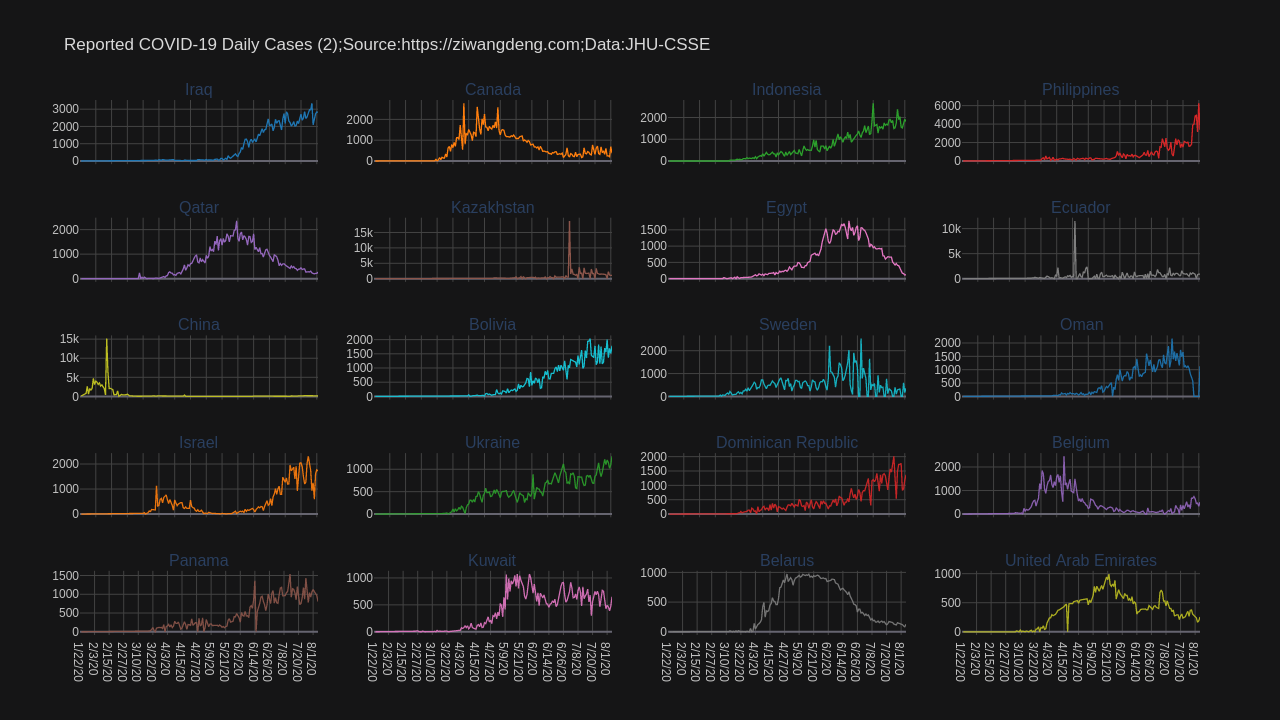 Reported COVID-19 Daily Cases (2);Source:https://ziwangdeng.com;Data:JHU-CSSE
Iraq Canada Indonesia Philippines
3000 2000 1000 0
2000 1000 0
2000 1000 0
6000 4000 2000 0
Qatar Kazakhstan Egypt Ecuador
2000 1000 0
15k 10k 5k 0
1500 1000 500 0
10k 5k 0
China Bolivia Sweden Oman
15k 10k 5k 0
2000 1500 1000 500 0
2000 1000 0
2000 1500 1000 500 0
Israel Ukraine Dominican Republic Belgium
2000 1000 0
1000 500 0
2000 1500 1000 500 0
2000 1000 0
Panama Kuwait Belarus United Arab Emirates
1500 1000 500 0
1000 500 0
1000 500 0
1000 500 0
1/22/20 2/3/20 2/15/20 2/27/20 3/10/20 3/22/20 4/3/20 4/15/20 4/27/20 5/9/20 5/21/20 6/2/20 6/14/20 6/26/20 7/8/20 7/20/20 8/1/20
1/22/20 2/3/20 2/15/20 2/27/20 3/10/20 3/22/20 4/3/20 4/15/20 4/27/20 5/9/20 5/21/20 6/2/20 6/14/20 6/26/20 7/8/20 7/20/20 8/1/20
1/22/20 2/3/20 2/15/20 2/27/20 3/10/20 3/22/20 4/3/20 4/15/20 4/27/20 5/9/20 5/21/20 6/2/20 6/14/20 6/26/20 7/8/20 7/20/20 8/1/20
1/22/20 2/3/20 2/15/20 2/27/20 3/10/20 3/22/20 4/3/20 4/15/20 4/27/20 5/9/20 5/21/20 6/2/20 6/14/20 6/26/20 7/8/20 7/20/20 8/1/20